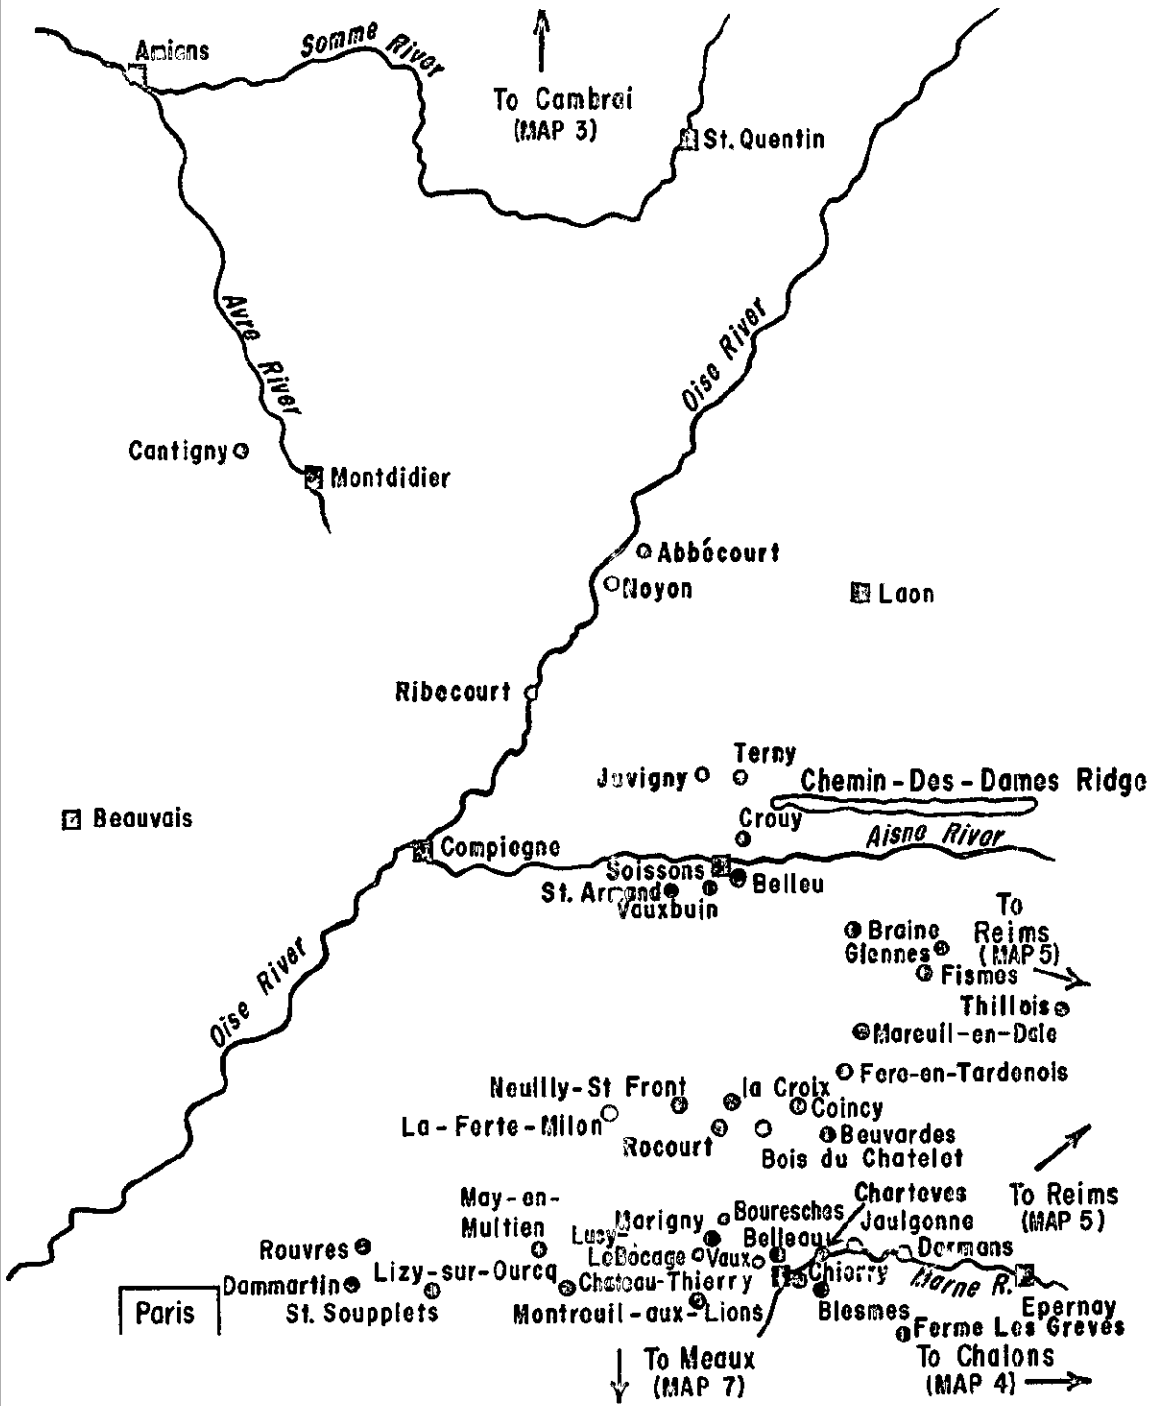 Amiens
Somme River
To Cambrai
(MAP 3)
St. Quentin
Avre River
Oise River
Cantigny
Montdidier
Abbécourt
Noyon
Laon
Ribecourt
Terny
Juvigny
Chemin-Des-Dames Ridge
Beauvais
Crouy
Aisne River
Compiegne
Soissons
Belleu
St. Armand
Vauxbuin
To
Reims
(MAP 5)
Braine
Glennes
Fismes
Oise River
Thillois
Mareuil-en-Dole
Fere-en-Tardenois
Neuilly-St Front
la Croix
Coincy
La-Ferte-Milon
Rocourt
Beuvardes
Bois du Chatelet
May-en-
Multien
Charteves
To Reims
(MAP 5)
Marigny
Bouresches
Jaulgonne
Lucy-
LeBocage
Belleau
Vaux
Dormans
Rouvres
Lizy-sur-Ourcq
Chateau-Thierry
Chierry
Marne R.
Dammartin
St. Soupplets
Montreuil-aux-Lions
Blesmes
Epernay
Paris
Ferme Les Greves
To Meaux
(MAP 7)
To Chalons
(MAP 4)